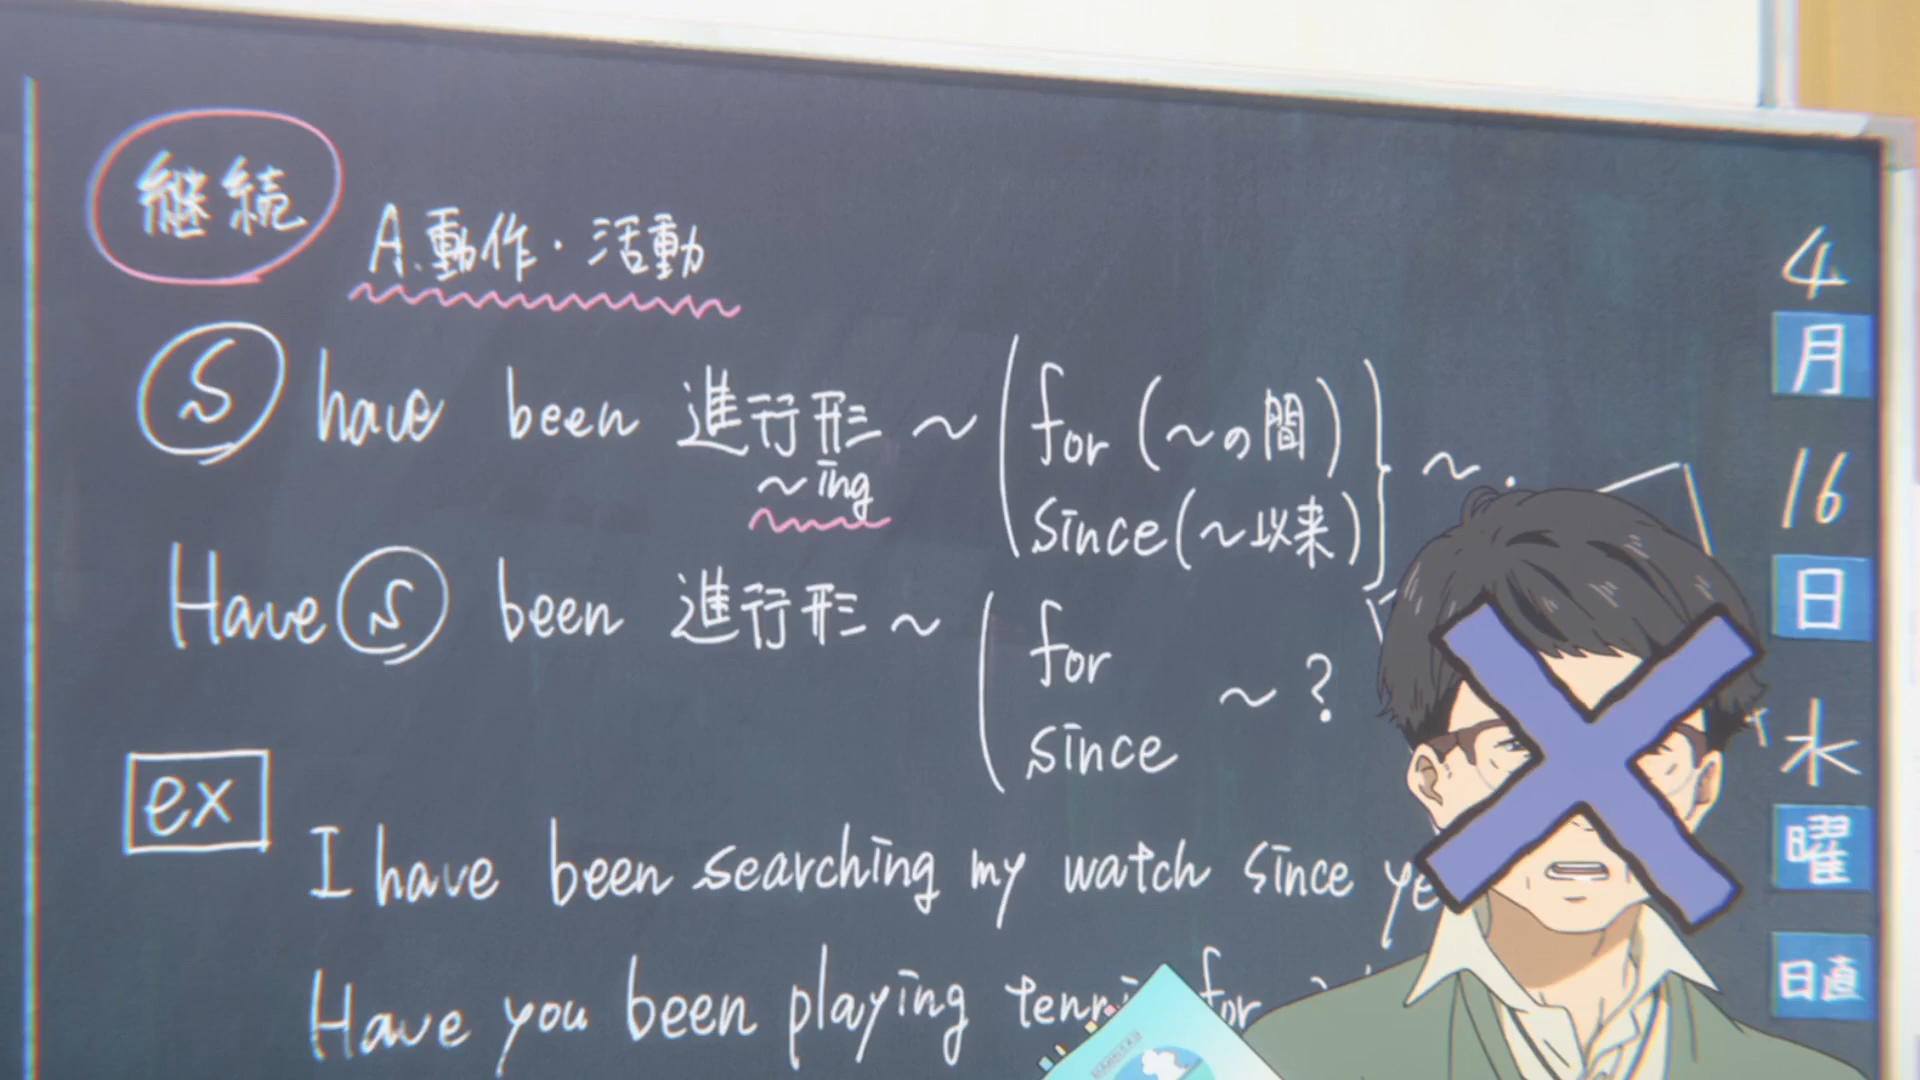 継続
A.動作・活動
S have been 進行形 ~ for (~の間) ~.
~ing since (~以来)
Have S been 進行形 ~ for ~ ?
since
ex
I have been searching my watch since
Have you been playing for
4
月
16
日
水
曜
日直